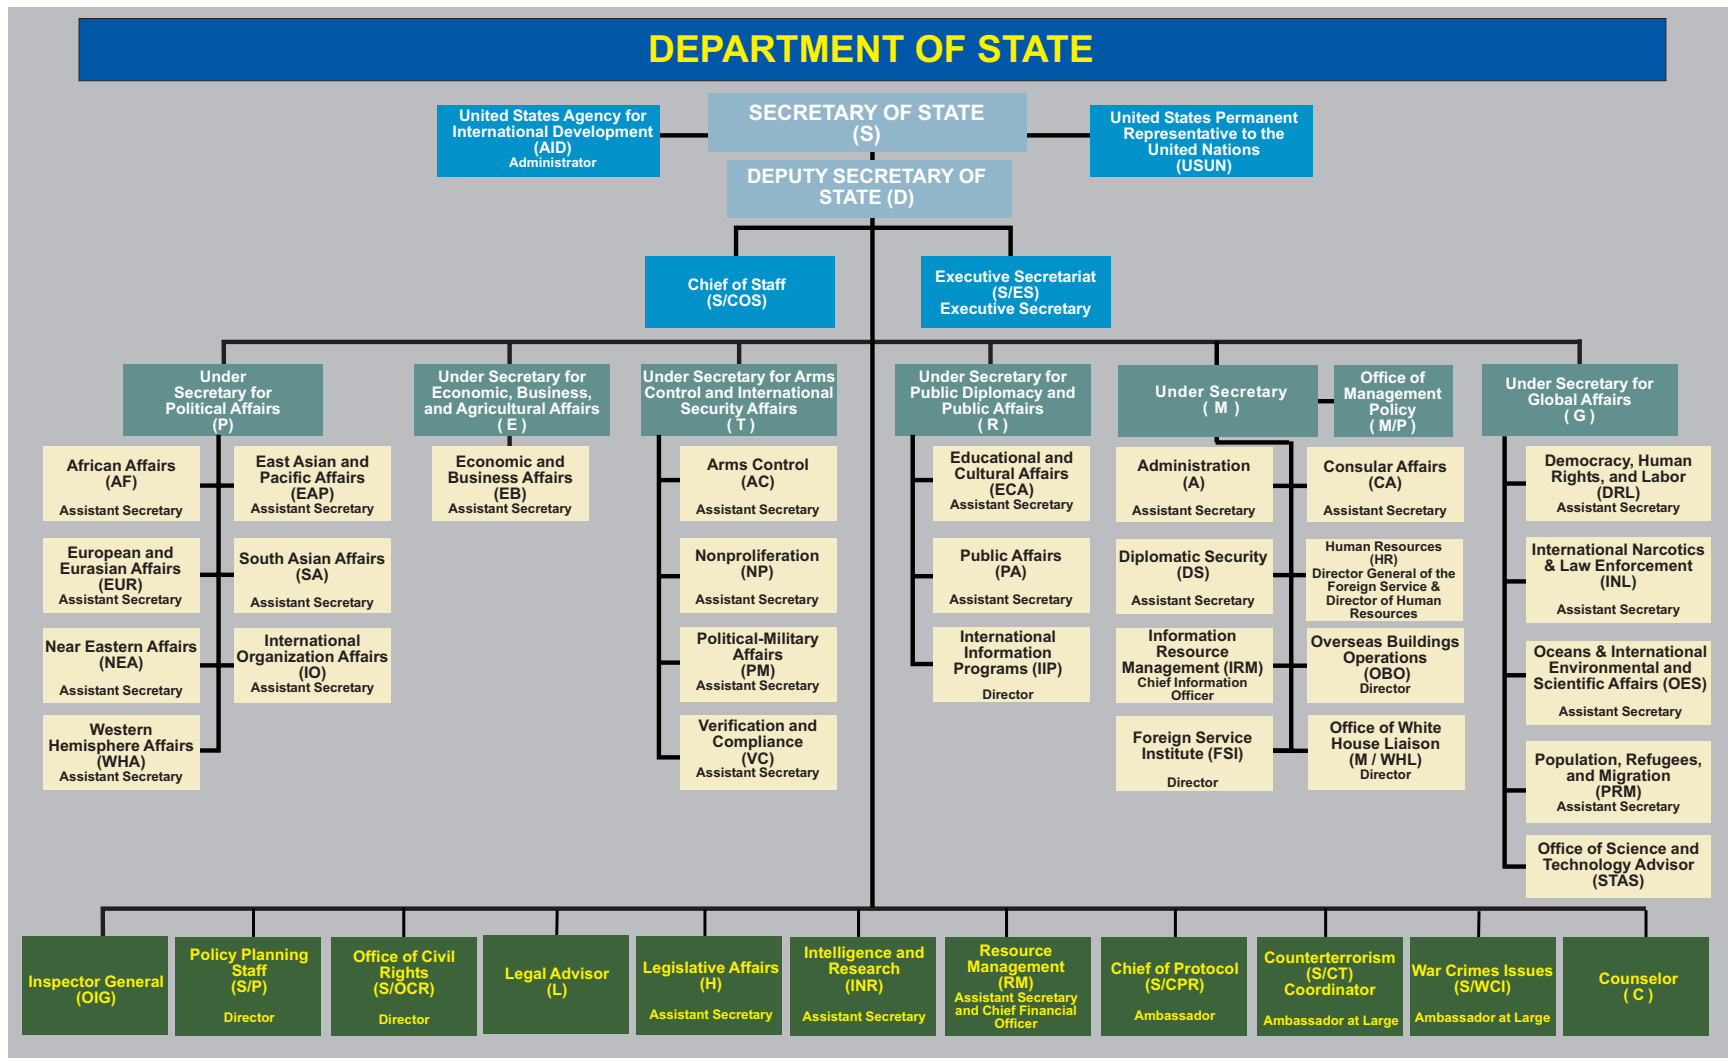 DEPARTMENT OF STATE
United States Agency for
International Development
(AID)
Administrator
SECRETARY OF STATE
(S)
United States Permanent
Representative to the
United Nations
(USUN)
DEPUTY SECRETARY OF
STATE (D)
Chief of Staff
(S/COS)
Executive Secretariat
(S/ES)
Executive Secretary
Under
Secretary for
Political Affairs
(P)
Under Secretary for
Economic, Business,
and Agricultural Affairs
( E )
Under Secretary for Arms
Control and International
Security Affairs
( T )
Under Secretary for
Public Diplomacy and
Public Affairs
( R )
Under Secretary
( M )
Office of
Management
Policy
( M/P )
Under Secretary for
Global Affairs
( G )
African Affairs
(AF)
Assistant Secretary
East Asian and
Pacific Affairs
(EAP)
Assistant Secretary
European and
Eurasian Affairs
(EUR)
Assistant Secretary
South Asian Affairs
(SA)
Assistant Secretary
Near Eastern Affairs
(NEA)
Assistant Secretary
International
Organization Affairs
(IO)
Assistant Secretary
Western
Hemisphere Affairs
(WHA)
Assistant Secretary
Economic and
Business Affairs
(EB)
Assistant Secretary
Arms Control
(AC)
Assistant Secretary
Nonproliferation
(NP)
Assistant Secretary
Political-Military
Affairs
(PM)
Assistant Secretary
Verification and
Compliance
(VC)
Assistant Secretary
Educational and
Cultural Affairs
(ECA)
Assistant Secretary
Public Affairs
(PA)
Assistant Secretary
International
Information
Programs (IIP)
Director
Administration
(A)
Assistant Secretary
Consular Affairs
(CA)
Assistant Secretary
Diplomatic Security
(DS)
Assistant Secretary
Human Resources
(HR)
Director General of the
Foreign Service &
Director of Human
Resources
Information
Resource
Management (IRM)
Chief Information
Officer
Overseas Buildings
Operations
(OBO)
Director
Foreign Service
Institute (FSI)
Director
Office of White
House Liaison
(M / WHL)
Director
Democracy, Human
Rights, and Labor
(DRL)
Assistant Secretary
International Narcotics
& Law Enforcement
(INL)
Assistant Secretary
Oceans & International
Environmental and
Scientific Affairs (OES)
Assistant Secretary
Population, Refugees,
and Migration
(PRM)
Assistant Secretary
Office of Science and
Technology Advisor
(STAS)
Inspector General
(OIG)
Policy Planning
Staff
(S/P)
Director
Office of Civil
Rights
(S/OCR)
Director
Legal Advisor
(L)
Legislative Affairs
(H)
Assistant Secretary
Intelligence and
Research
(INR)
Assistant Secretary
Resource
Management
(RM)
Assistant Secretary
and Chief Financial
Officer
Chief of Protocol
(S/CPR)
Ambassador
Counterterrorism
(S/CT)
Coordinator
Ambassador at Large
War Crimes Issues
(S/WCI)
Ambassador at Large
Counselor
( C )